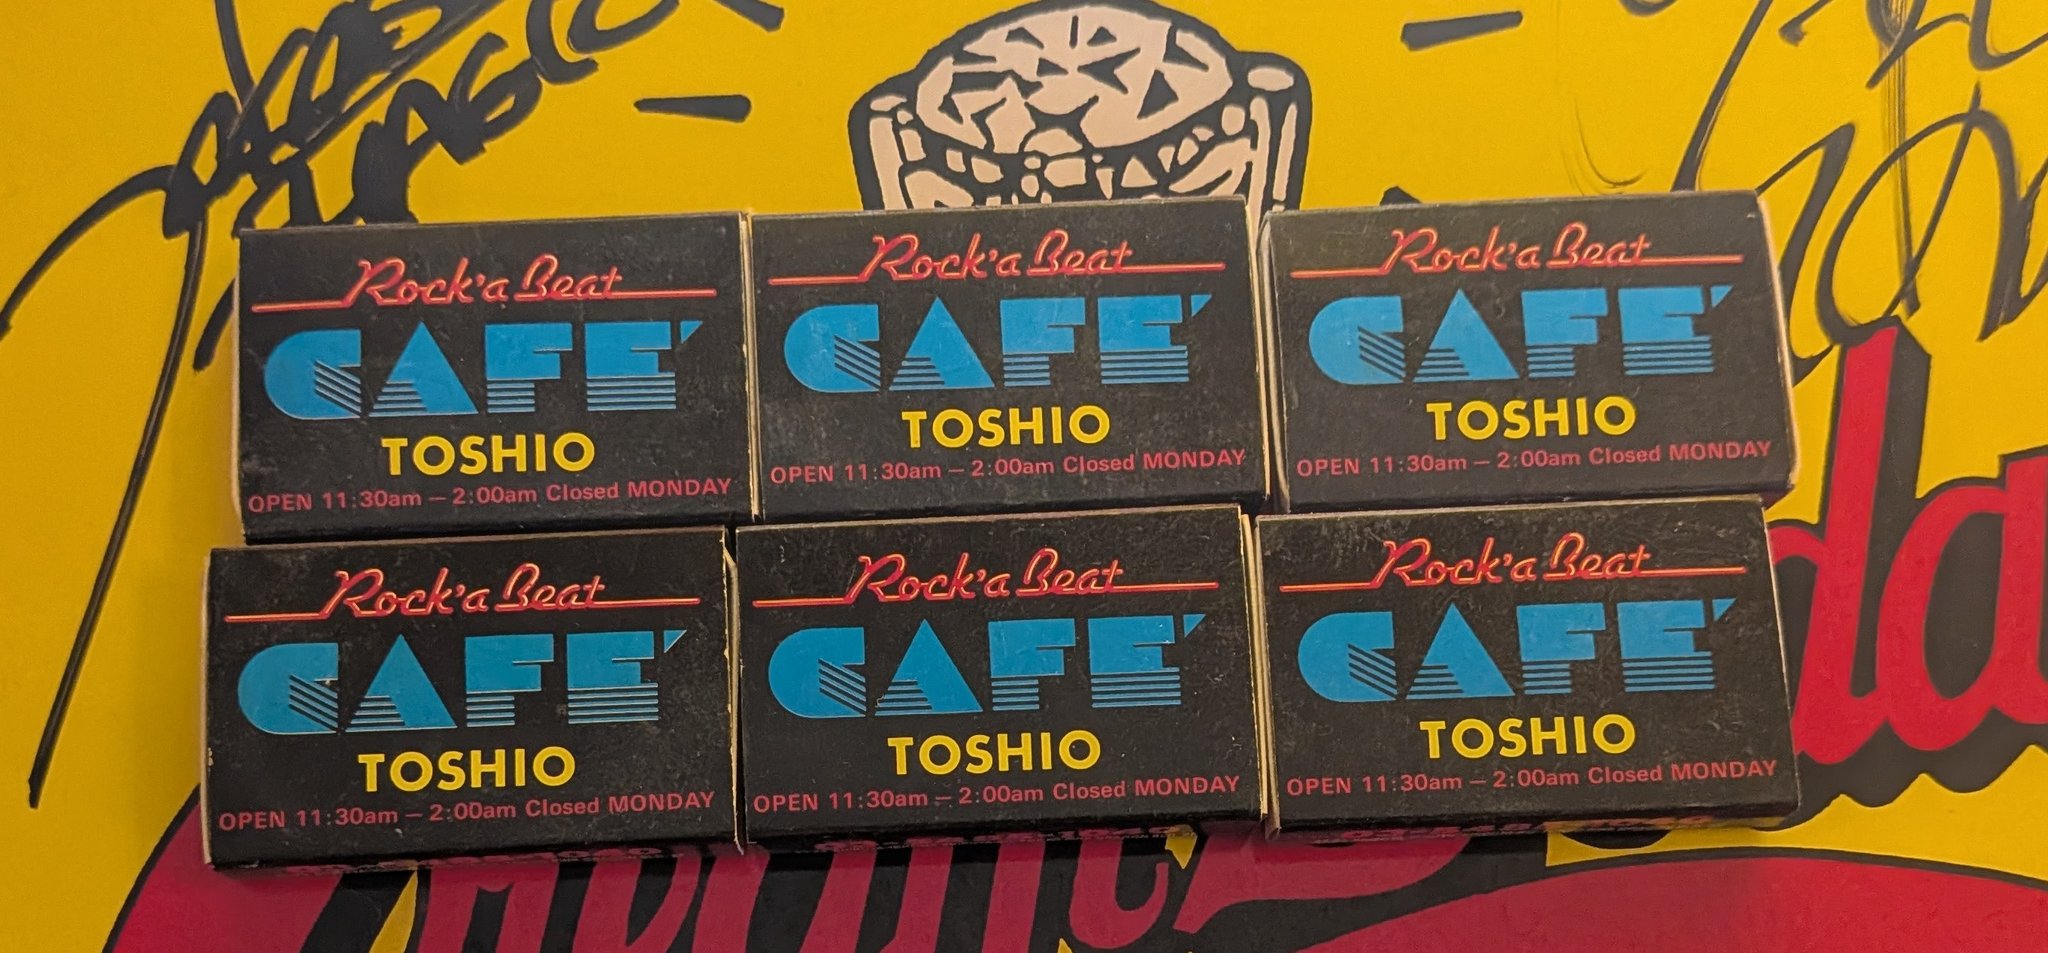 Rock'a Beat
CAFE'
TOSHIO
OPEN 11:30am – 2:00am Closed MONDAY
Rock'a Beat
CAFE'
TOSHIO
OPEN 11:30am – 2:00am Closed MONDAY
Rock'a Beat
CAFE'
TOSHIO
OPEN 11:30am – 2:00am Closed MONDAY
Rock'a Beat
CAFE'
TOSHIO
OPEN 11:30am – 2:00am Closed MONDAY
Rock'a Beat
CAFE'
TOSHIO
OPEN 11:30am – 2:00am Closed MONDAY
Rock'a Beat
CAFE'
TOSHIO
OPEN 11:30am – 2:00am Closed MONDAY